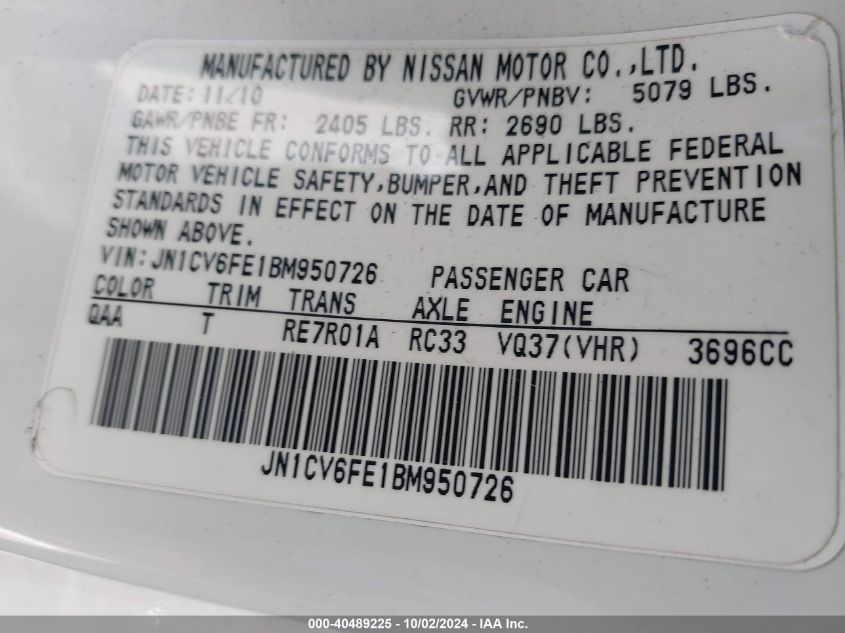 MANUFACTURED BY NISSAN MOTOR CO.,LTD.
DATE: 11/10 GVWR/PNBV: 5079 LBS.
GAWR/PNBE FR: 2405 LBS. RR: 2690 LBS.
THIS VEHICLE CONFORMS TO ALL APPLICABLE FEDERAL
MOTOR VEHICLE SAFETY,BUMPER,AND THEFT PREVENTION
STANDARDS IN EFFECT ON THE DATE OF MANUFACTURE
SHOWN ABOVE.
VIN:JN1CV6FE1BM950726 PASSENGER CAR
COLOR TRIM TRANS AXLE ENGINE
QAA T RE7R01A RC33 VQ37(VHR) 3696CC
JN1CV6FE1BM950726
000-40489225 - 10/02/2024 - IAA Inc.